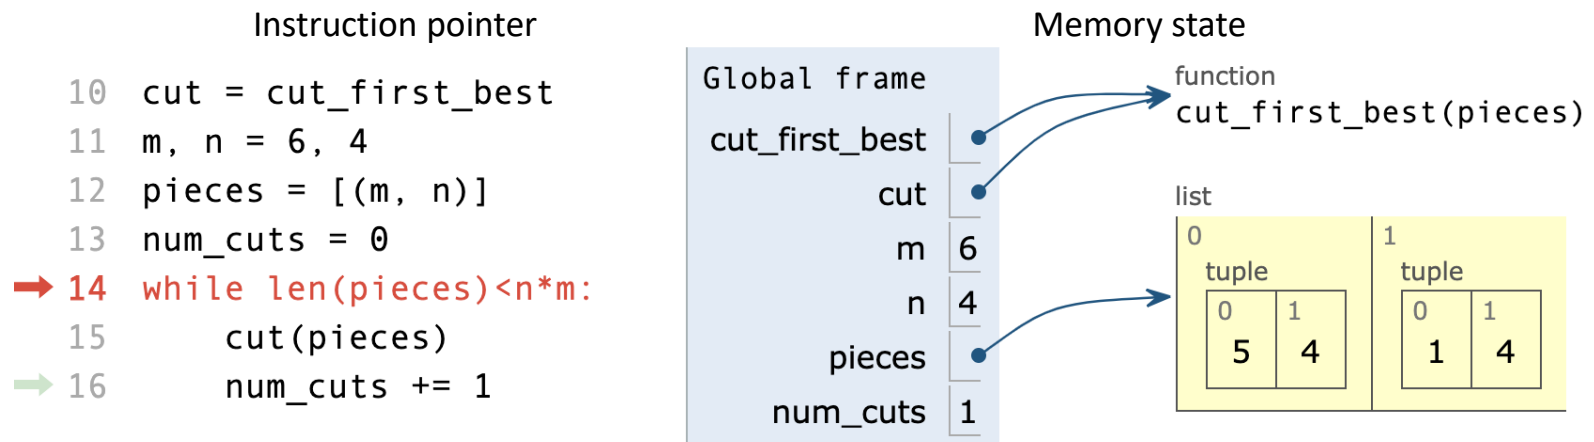 Instruction pointer
10 cut = cut_first_best
11 m, n = 6, 4
12 pieces = [(m, n)]
13 num_cuts = 0
14 while len(pieces)<n*m:
15 cut(pieces)
16 num_cuts += 1
Memory state
Global frame
cut_first_best
cut
m 6
n 4
pieces
num_cuts 1
function
cut_first_best(pieces)
list
0 1
tuple tuple
0 1 0 1
5 4 1 4